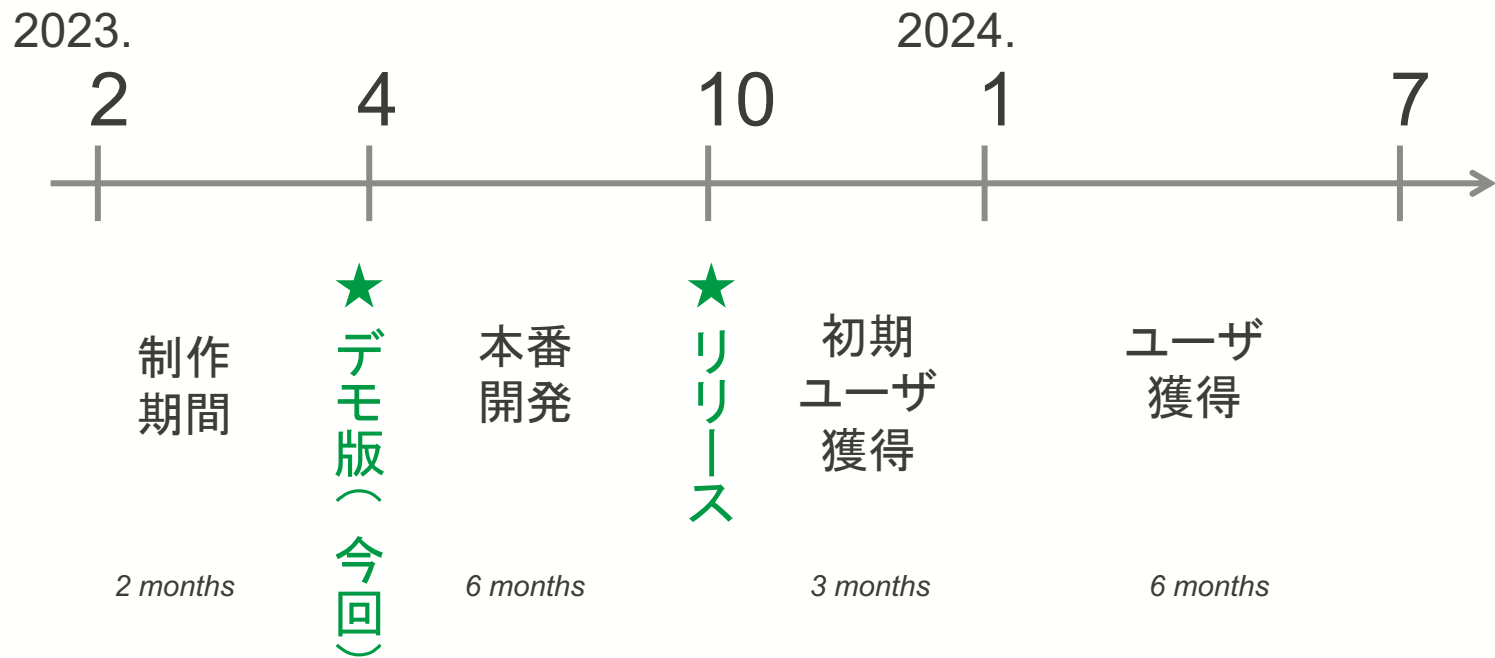 2023.
2024.
2
4
10
1
7
制作
期間
★デモ版(今回)
本番
開発
★リリース
初期
ユーザ
獲得
ユーザ
獲得
2 months
6 months
3 months
6 months